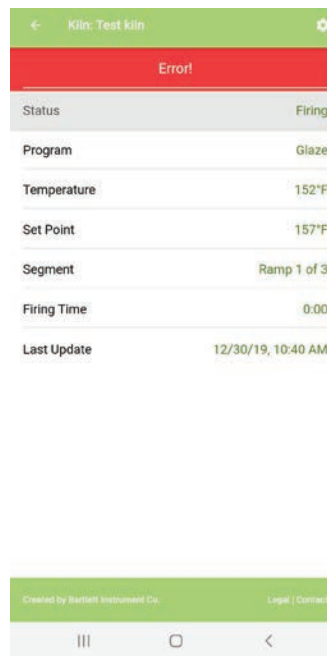 Kiln: Test kiln
Error!
Status Firing
Program Glaze
Temperature 152°F
Set Point 157°F
Segment Ramp 1 of 3
Firing Time 0:00
Last Update 12/30/19, 10:40 AM
Created by Bartlett Instrument Co. Legal | Contact